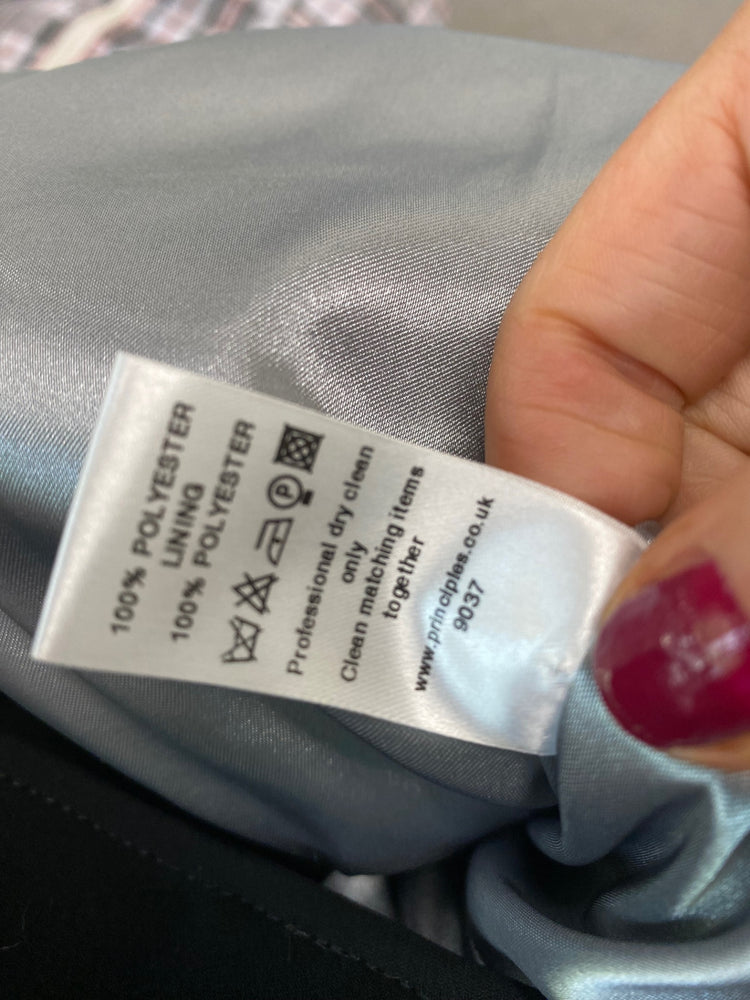 100% POLYESTER
LINING
100% POLYESTER
P
Professional dry clean
only
Clean matching items
together
www.principles.co.uk
9037